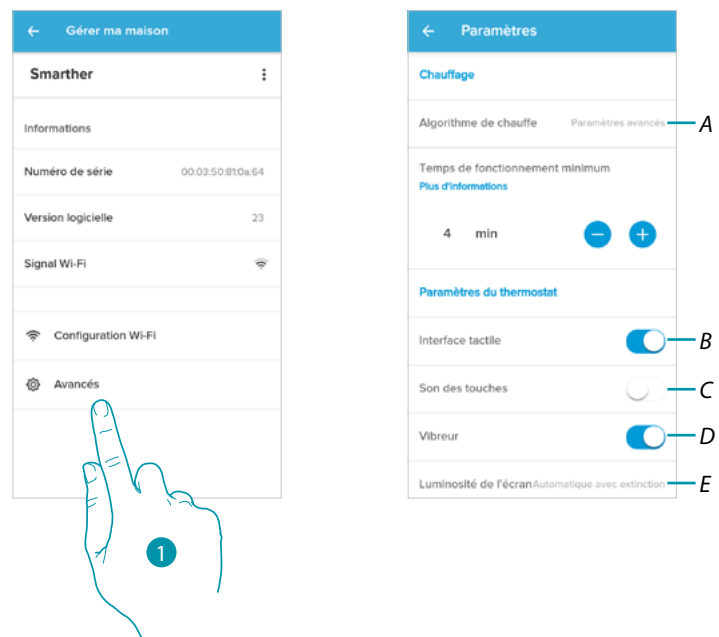 Gérer ma maison
Smarther
Informations
Numéro de série 00:03:50:81:0a:64
Version logicielle 23
Signal Wi-Fi
Configuration Wi-Fi
Avancés
1
Paramètres
Chauffage
Algorithme de chauffe Paramètres avancés A
Temps de fonctionnement minimum
Plus d'informations
4 min
Paramètres du thermostat
Interface tactile B
Son des touches C
Vibreur D
Luminosité de l'écran Automatique avec extinction E